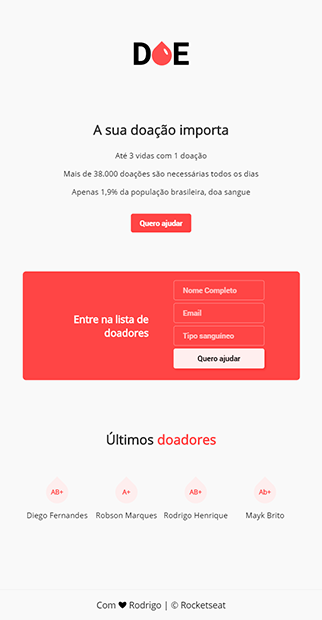 DOE
A sua doação importa
Até 3 vidas com 1 doação
Mais de 38.000 doações são necessárias todos os dias
Apenas 1,9% da população brasileira, doa sangue
Quero ajudar
Entre na lista de
doadores
Nome Completo
Email
Tipo sanguíneo
Quero ajudar
Últimos doadores
AB+ A+ AB+ Ab+
Diego Fernandes Robson Marques Rodrigo Henrique Mayk Brito
Com ❤ Rodrigo | © Rocketseat